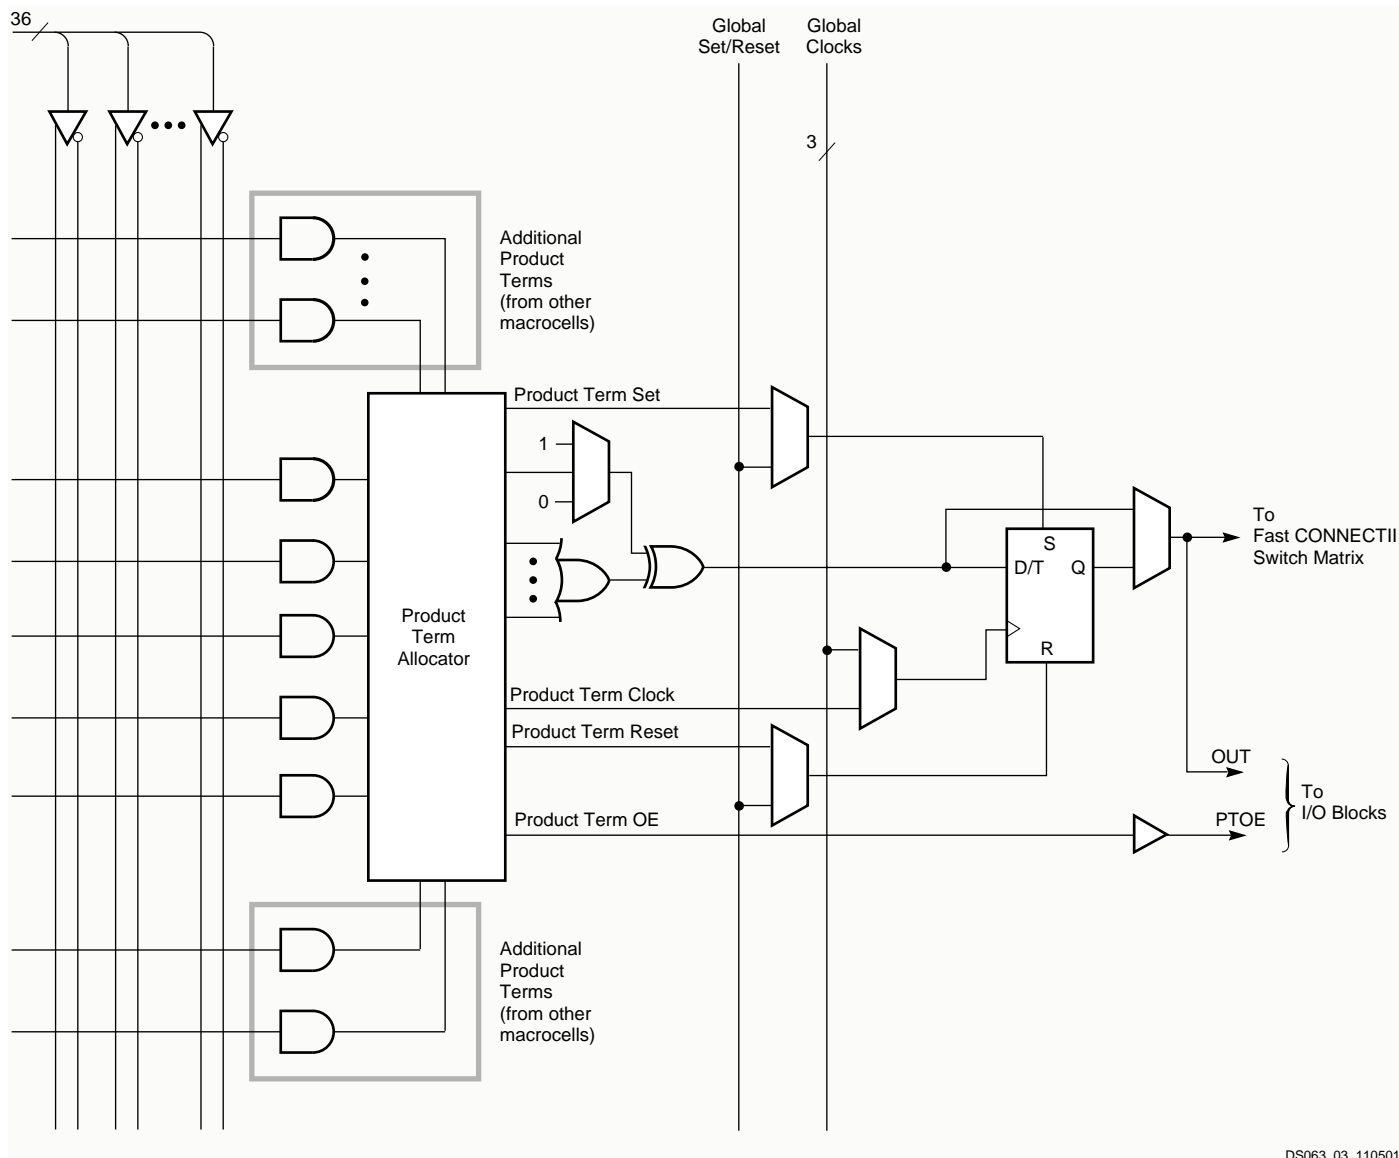 36
Global
Set/Reset
Global
Clocks
3
Additional
Product
Terms
(from other
macrocells)
Product Term Set
1
0
Product
Term
Allocator
S
D/T
Q
R
To
Fast CONNECTII
Switch Matrix
Product Term Clock
Product Term Reset
Product Term OE
OUT
PTOE
To
I/O Blocks
Additional
Product
Terms
(from other
macrocells)
DS063_03_110501